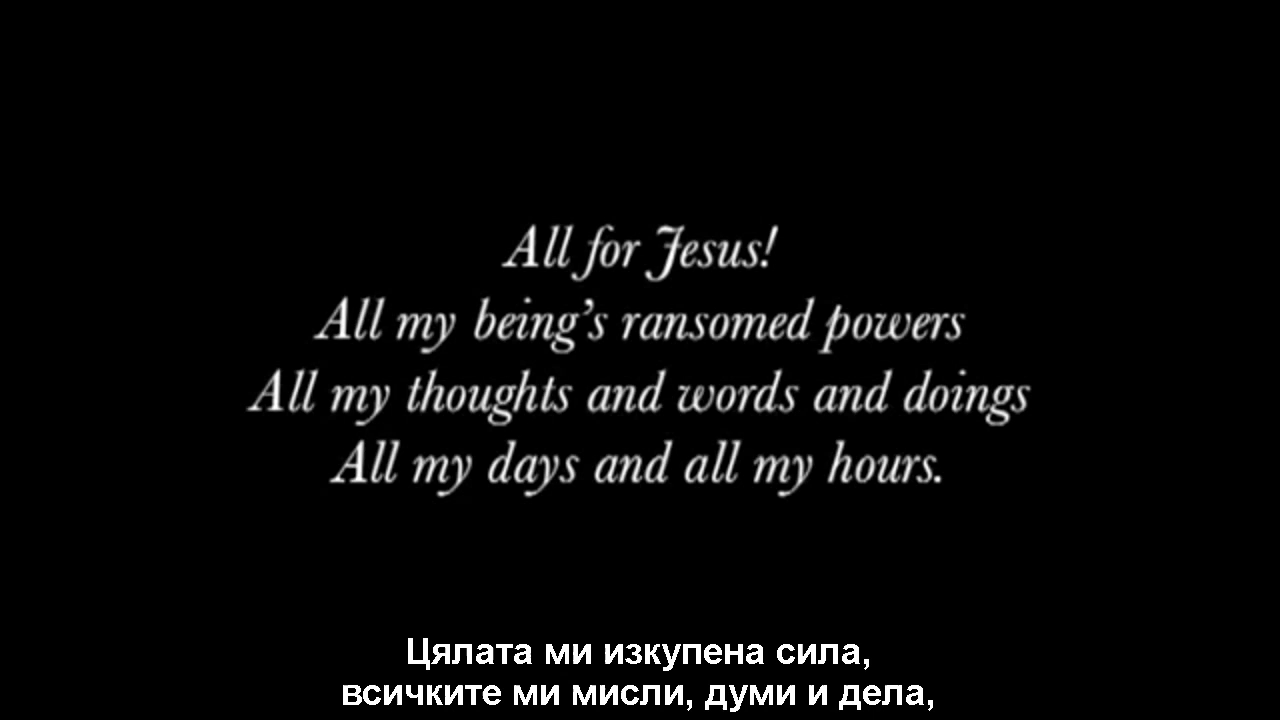 All for Jesus!
All my being’s ransomed powers
All my thoughts and words and doings
All my days and all my hours.
Цялата ми изкупена сила,
всичките ми мисли, думи и дела,